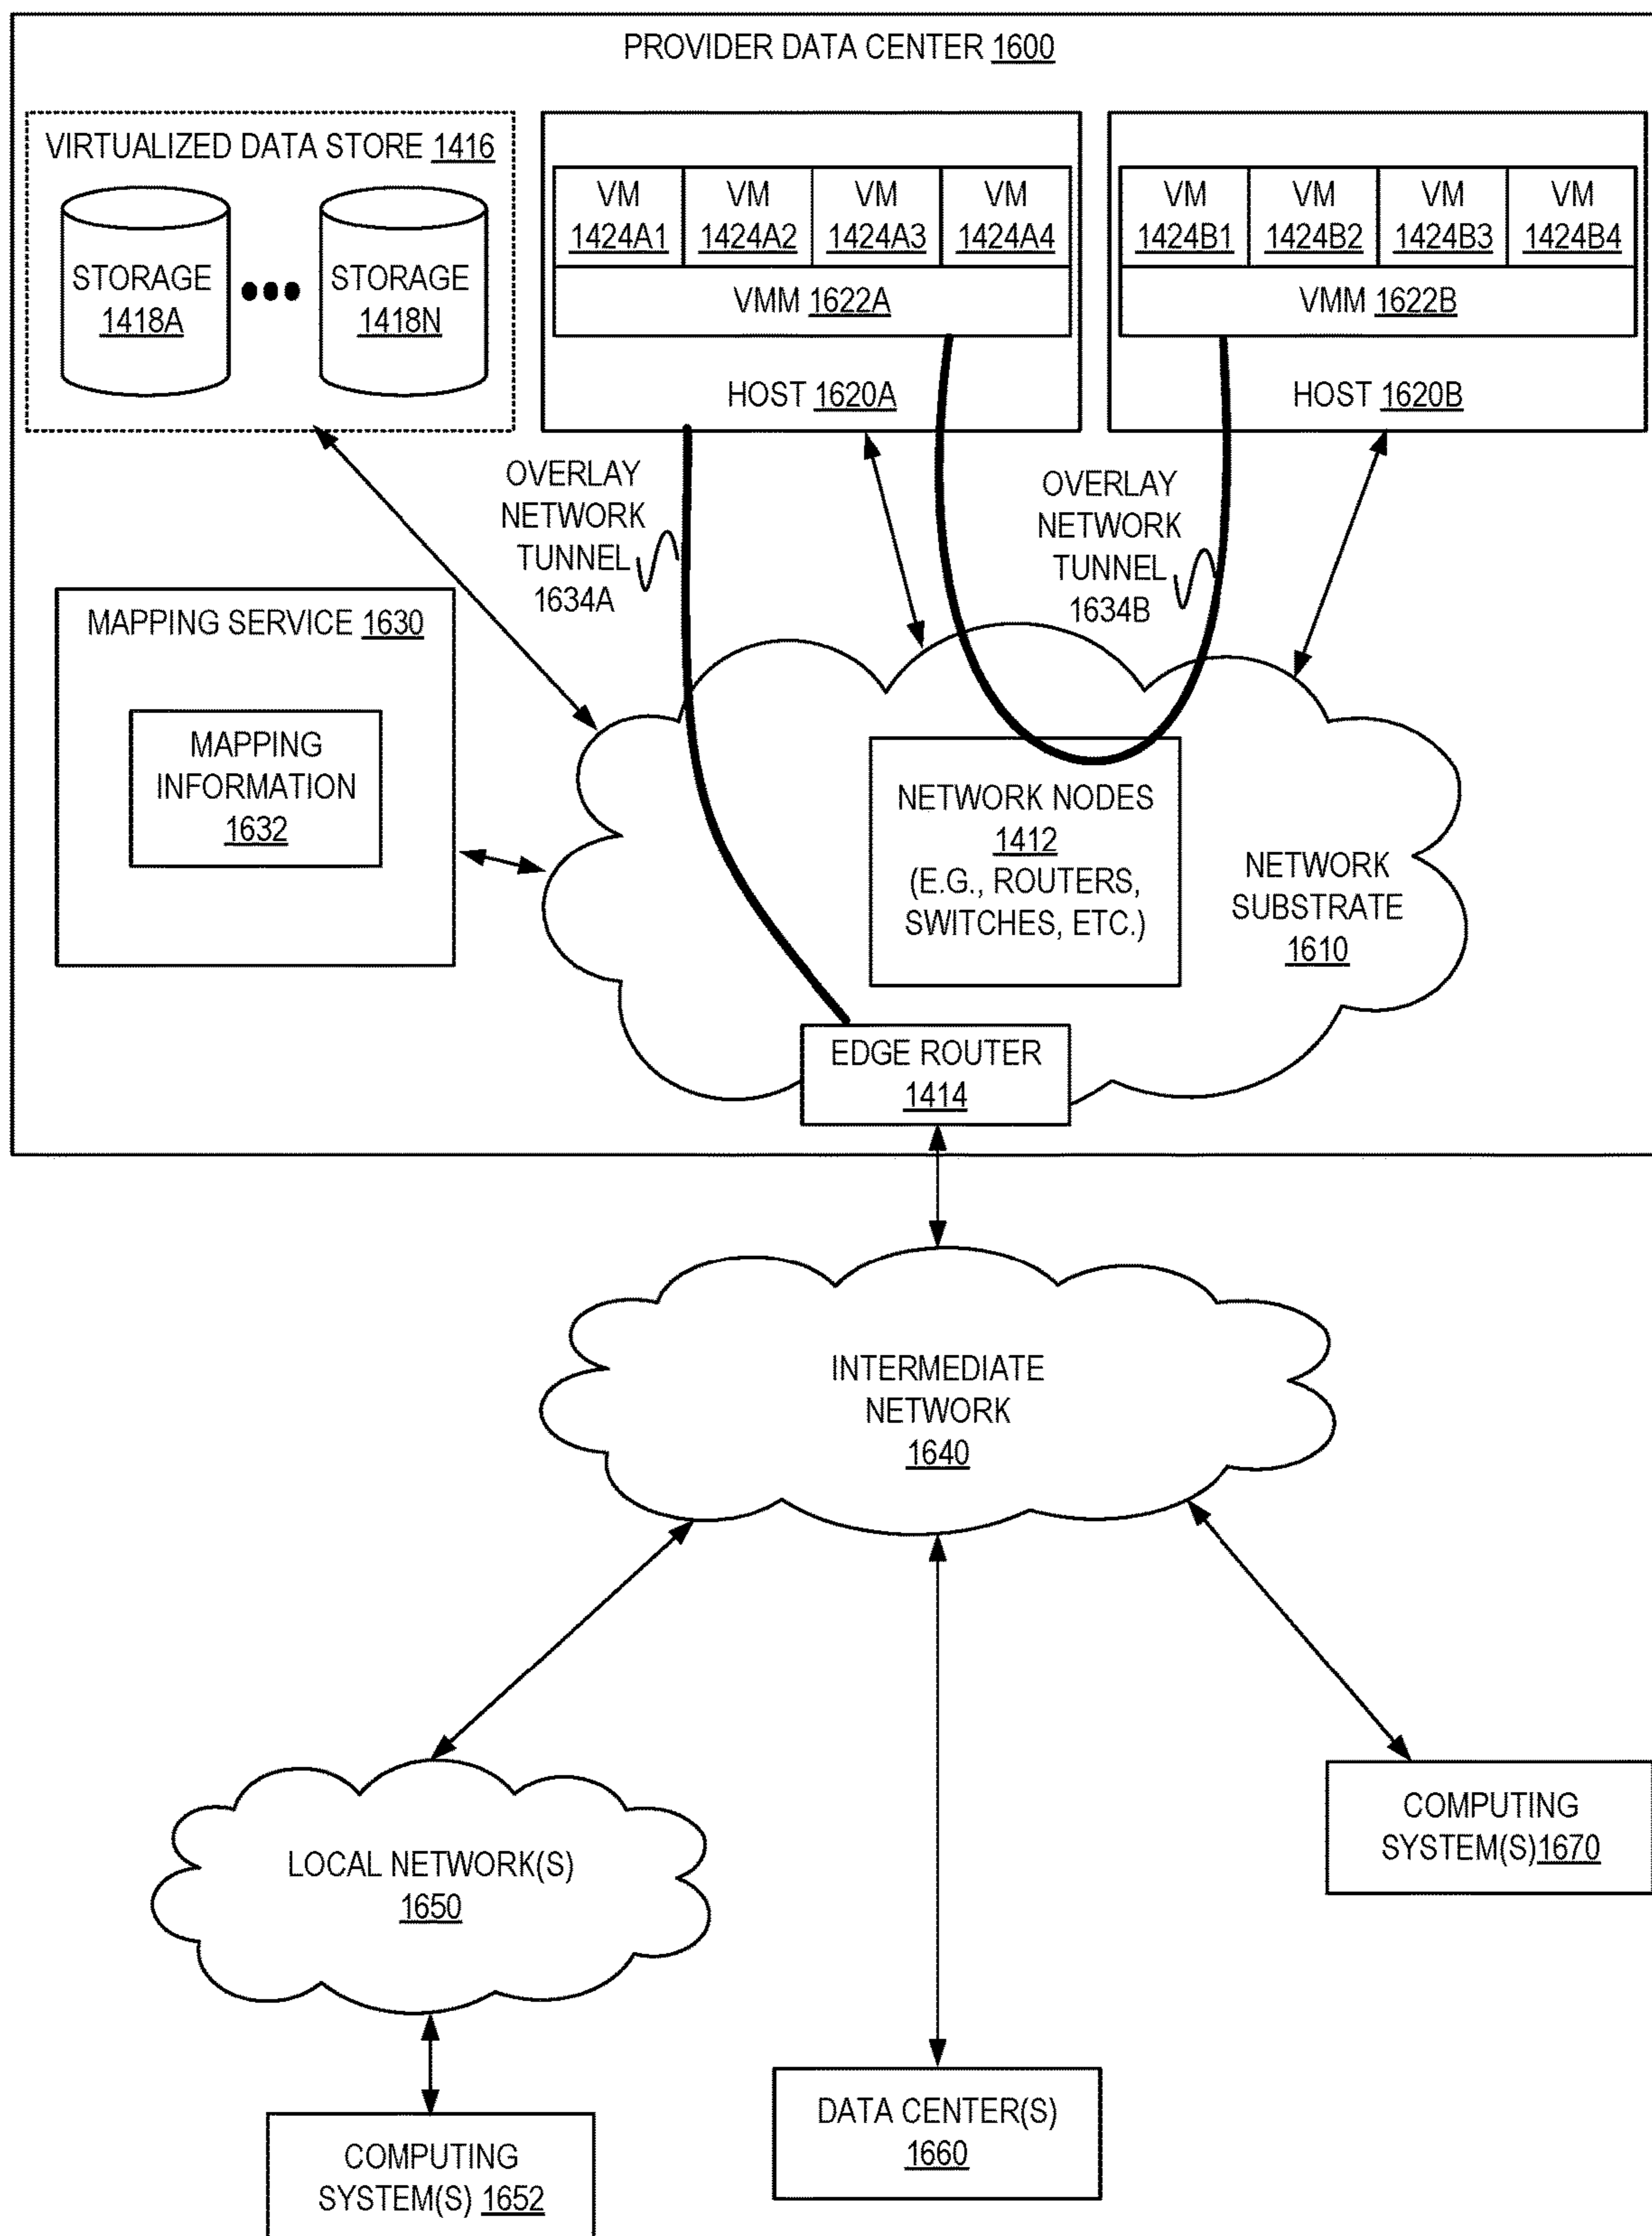 PROVIDER DATA CENTER 1600
VIRTUALIZED DATA STORE 1416
STORAGE
1418A
STORAGE
1418N
VM
1424A1
VM
1424A2
VM
1424A3
VM
1424A4
VMM 1622A
HOST 1620A
VM
1424B1
VM
1424B2
VM
1424B3
VM
1424B4
VMM 1622B
HOST 1620B
OVERLAY
NETWORK
TUNNEL
1634A
OVERLAY
NETWORK
TUNNEL
1634B
MAPPING SERVICE 1630
MAPPING
INFORMATION
1632
NETWORK NODES
1412
(E.G., ROUTERS,
SWITCHES, ETC.)
NETWORK
SUBSTRATE
1610
EDGE ROUTER
1414
INTERMEDIATE
NETWORK
1640
LOCAL NETWORK(S)
1650
COMPUTING
SYSTEM(S)1670
DATA CENTER(S)
1660
COMPUTING
SYSTEM(S) 1652